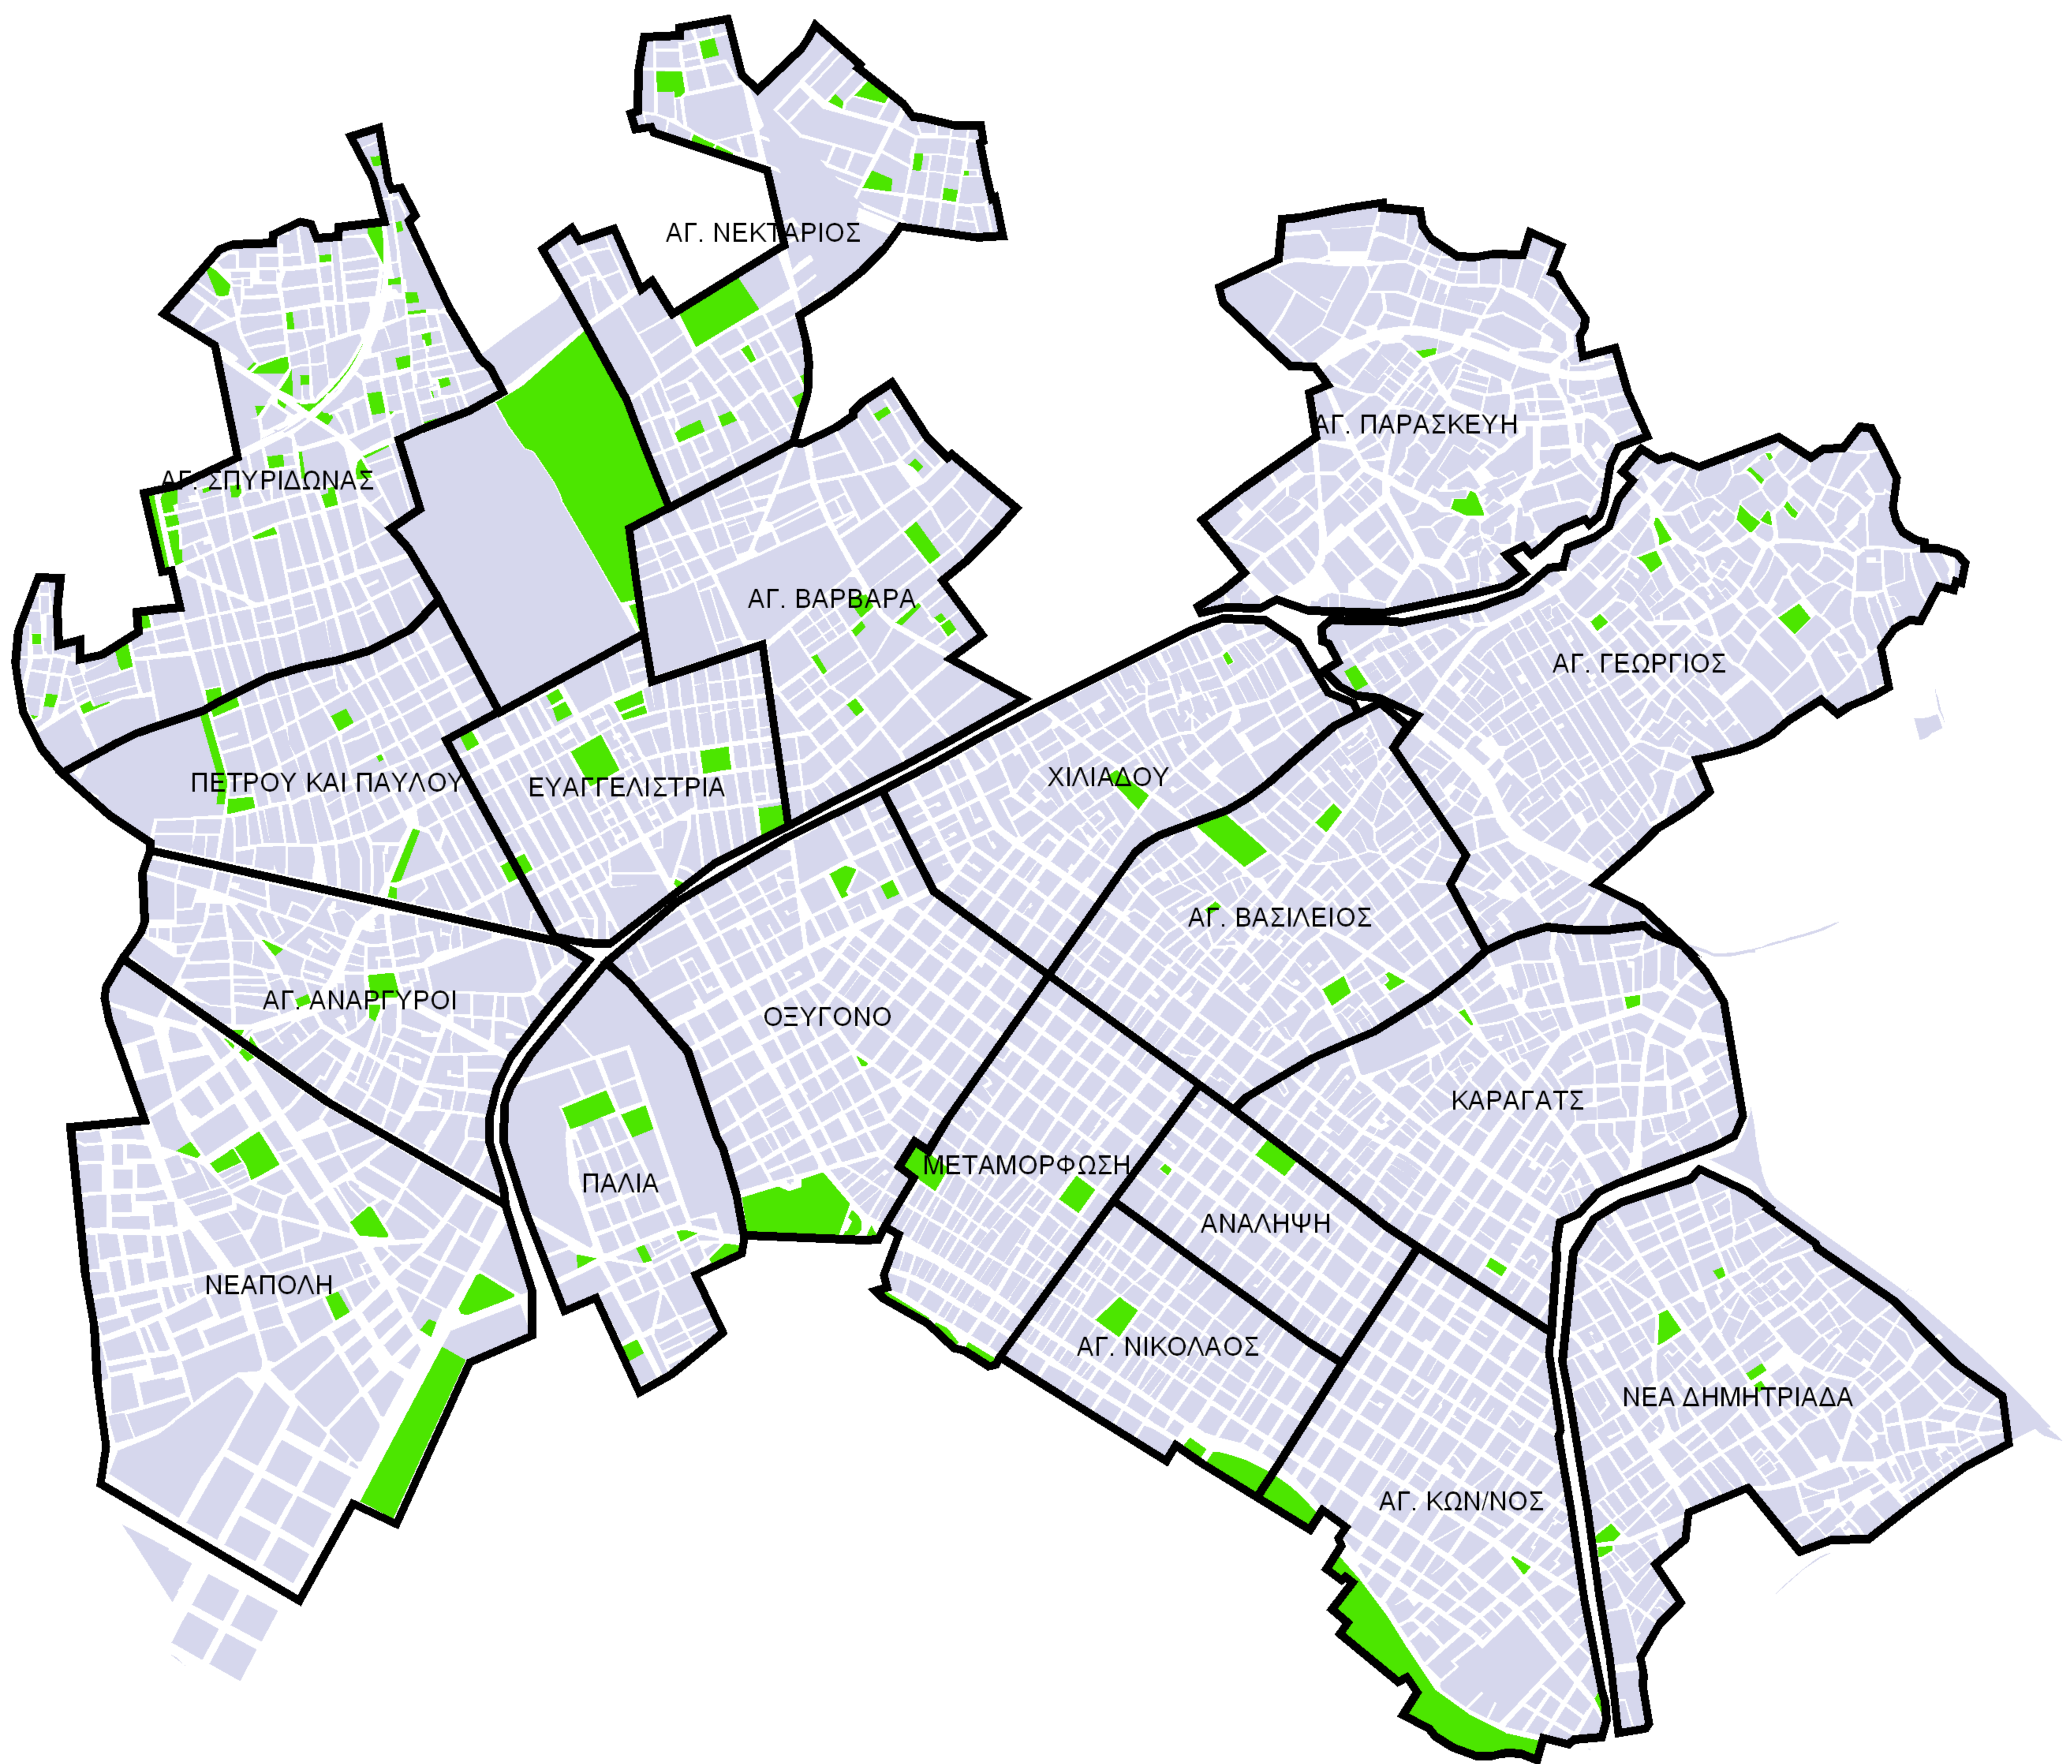 ΑΓ. ΝΕΚΤΑΡΙΟΣ
ΑΓ. ΠΑΡΑΣΚΕΥΗ
ΑΓ. ΣΠΥΡΙΔΩΝΑΣ
ΑΓ. ΒΑΡΒΑΡΑ
ΑΓ. ΓΕΩΡΓΙΟΣ
ΠΕΤΡΟΥ ΚΑΙ ΠΑΥΛΟΥ
ΕΥΑΓΓΕΛΙΣΤΡΙΑ
ΧΙΛΙΑΔΟΥ
ΑΓ. ΒΑΣΙΛΕΙΟΣ
ΑΓ. ΑΝΑΡΓΥΡΟΙ
ΟΞΥΓΟΝΟ
ΚΑΡΑΓΑΤΣ
ΜΕΤΑΜΟΡΦΩΣΗ
ΠΑΛΙΑ
ΑΝΑΛΗΨΗ
ΝΕΑΠΟΛΗ
ΑΓ. ΝΙΚΟΛΑΟΣ
ΝΕΑ ΔΗΜΗΤΡΙΑΔΑ
ΑΓ. ΚΩΝ/ΝΟΣ